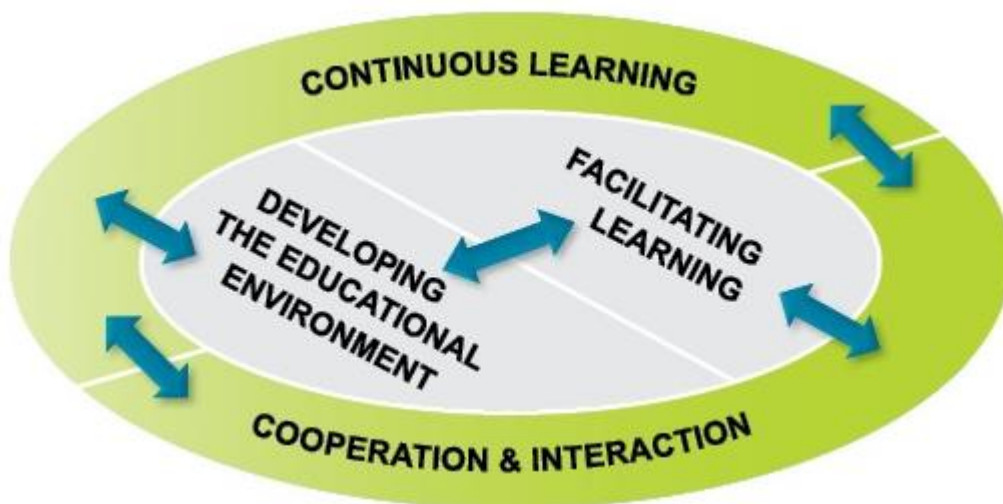 CONTINUOUS LEARNING
FACILITATING
LEARNING
DEVELOPING
THE EDUCATIONAL
ENVIRONMENT
COOPERATION & INTERACTION